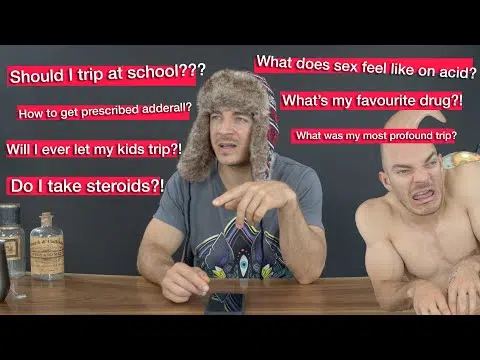 Should I trip at school???
How to get prescribed adderall?
Will I ever let my kids trip?!
Do I take steroids?!
What does sex feel like on acid?
What's my favourite drug?!
What was my most profound trip?